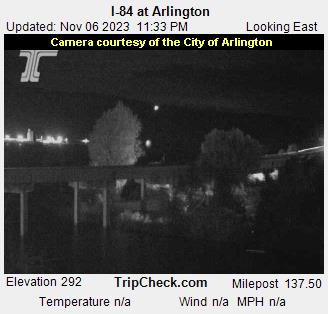 I-84 at Arlington
Updated: Nov 06 2023 11:33 PM Looking East
Camera courtesy of the City of Arlington
Elevation 292 TripCheck.com Milepost 137.50
Temperature n/a Wind n/a MPH n/a